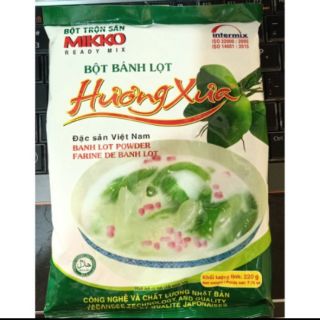 BỘT TRỘN SẴN
MIKKO
READY MIX
intermix
ISO 22000 : 2005
ISO 14001 : 2015
BỘT BÁNH LỌT
Hương Xưa
Đặc sản Việt Nam
BANH LOT POWDER
FARINE DE BANH LOT
Khối lượng tịnh: 220 g
CÔNG NGHỆ VÀ CHẤT LƯỢNG NHẬT BẢN
JAPANESE TECHNOLOGY AND QUALITY
QUALITÉ JAPONAISES